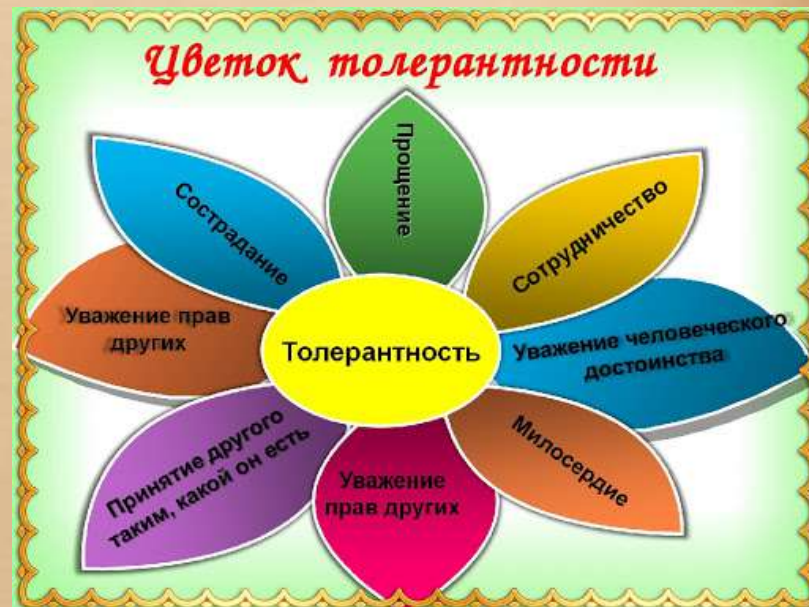 Цветок толерантности
Прощение
Сострадание
Сотрудничество
Уважение прав
других
Толерантность
Уважение человеческого
достоинства
Принятие другого
таким, какой он есть
Уважение
прав других
Милосердие